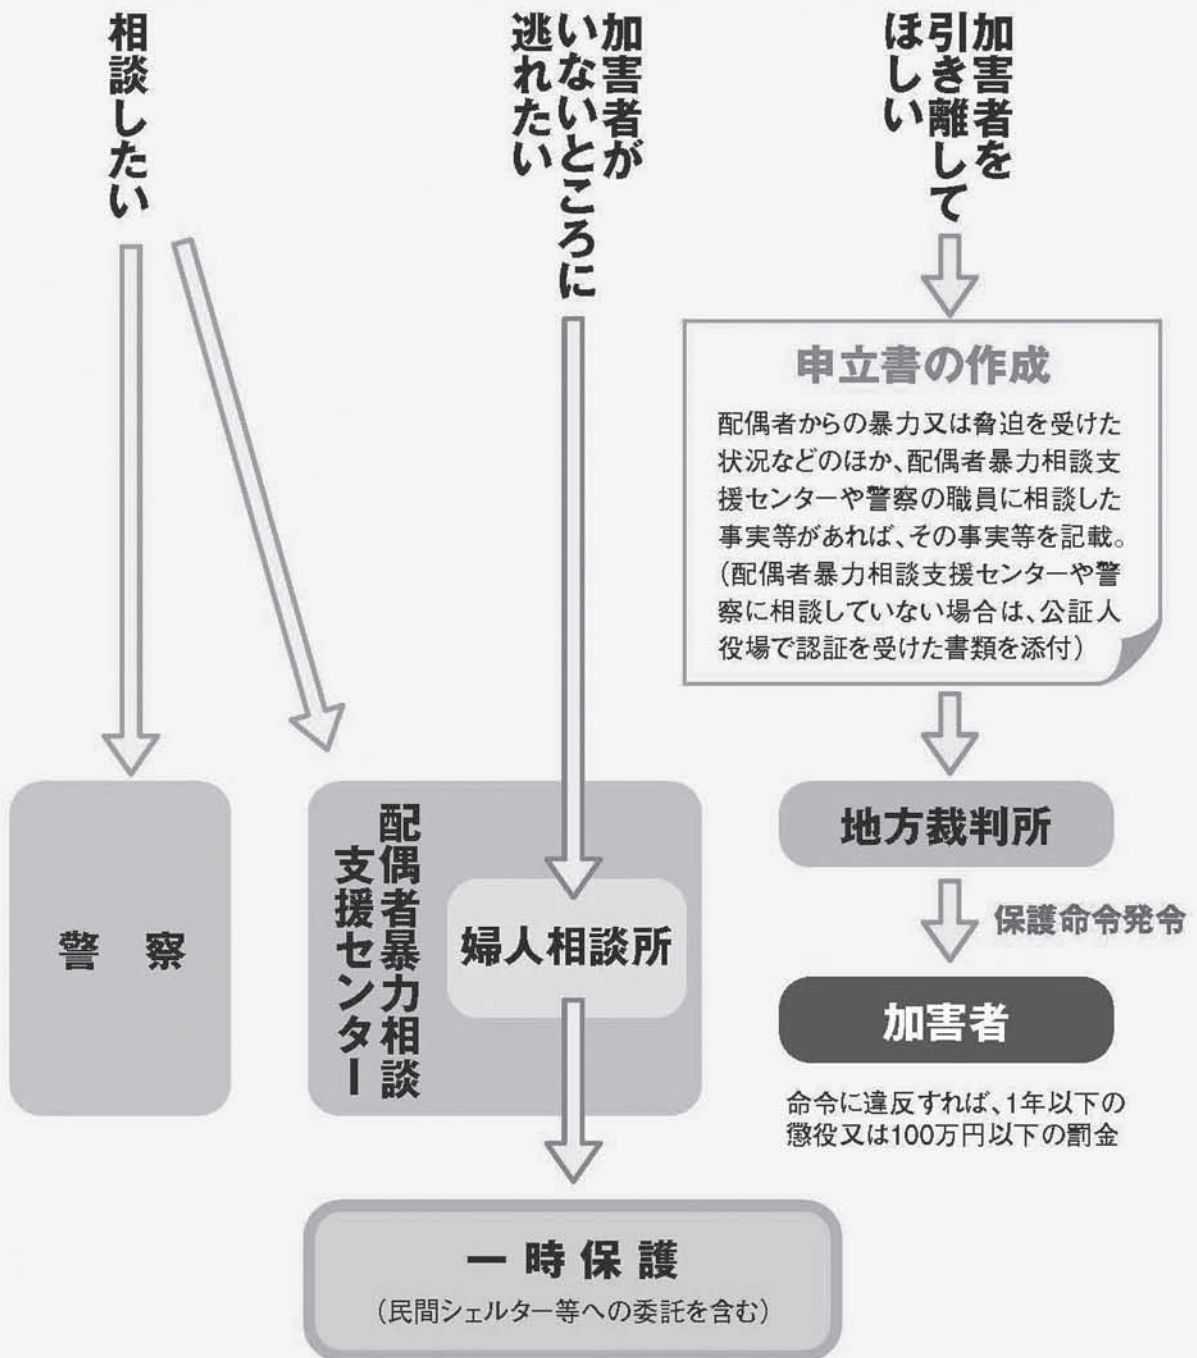 相談したい
加害者が
いないところに
逃れたい
加害者を
引き離して
ほしい
申立書の作成
配偶者からの暴力又は脅迫を受けた
状況などのほか、配偶者暴力相談支
援センターや警察の職員に相談した
事実等があれば、その事実等を記載。
(配偶者暴力相談支援センターや警
察に相談していない場合は、公証人
役場で認証を受けた書類を添付)
警 察
配偶者暴力相談
支援センター
婦人相談所
地方裁判所
保護命令発令
加害者
命令に違反すれば、1年以下の
懲役又は100万円以下の罰金
一時保護
(民間シェルター等への委託を含む)